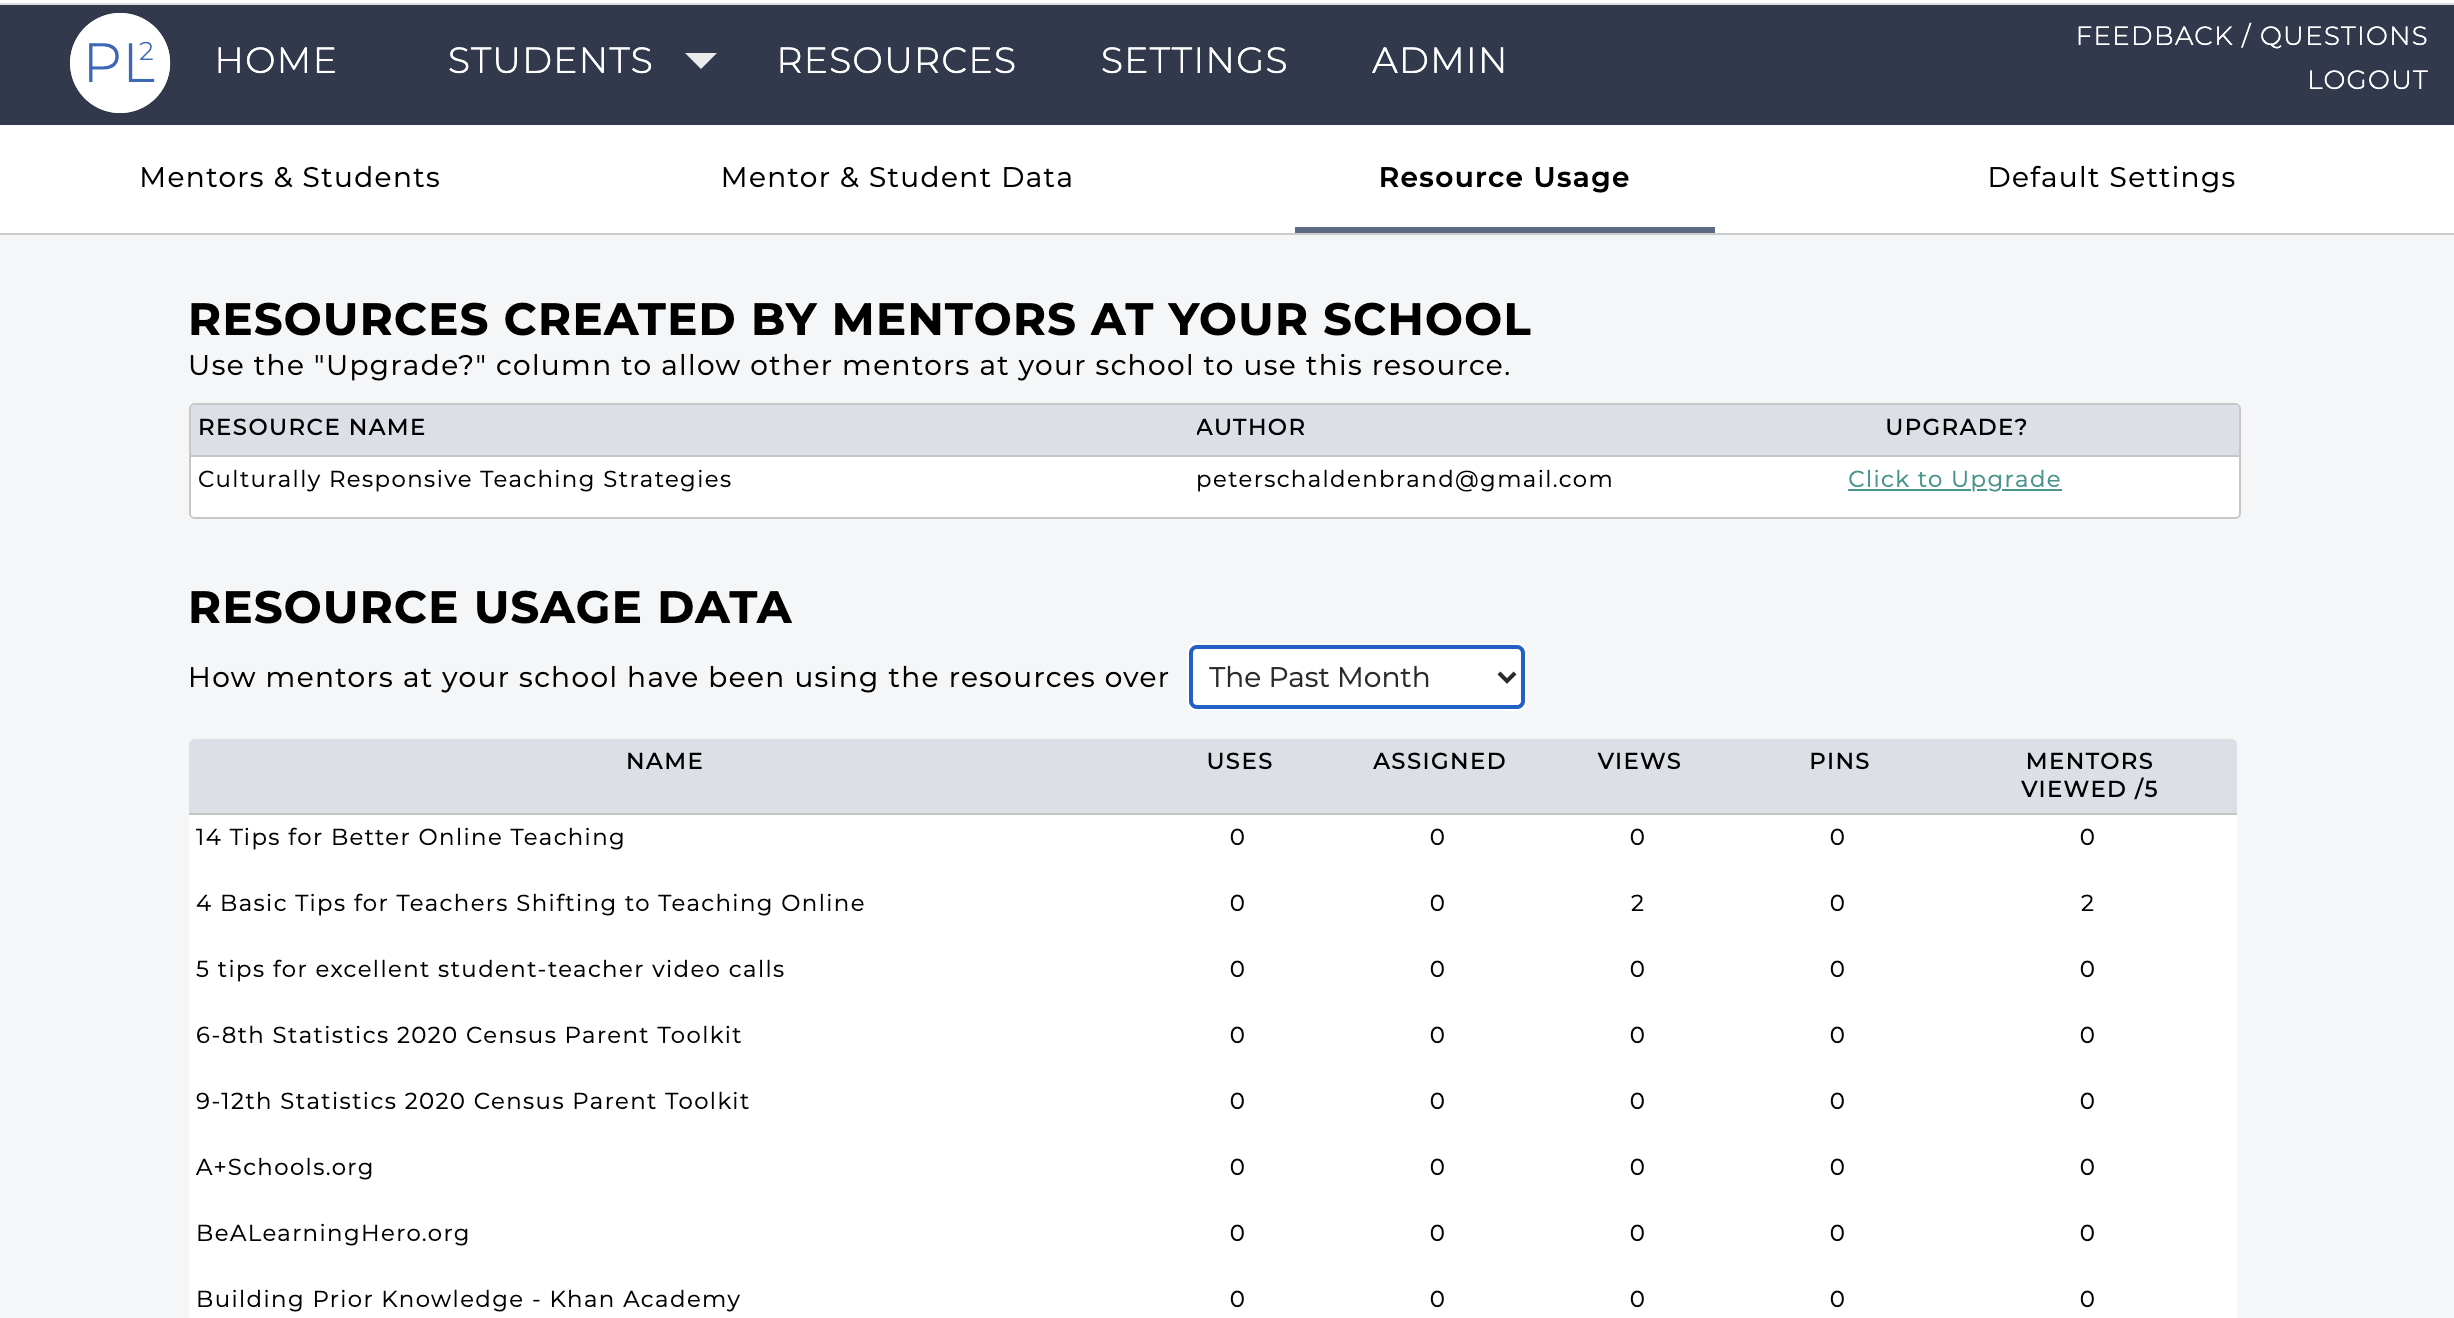 PL2
HOME STUDENTS RESOURCES SETTINGS ADMIN
FEEDBACK / QUESTIONS
LOGOUT
Mentors & Students Mentor & Student Data Resource Usage Default Settings
RESOURCES CREATED BY MENTORS AT YOUR SCHOOL
Use the "Upgrade?" column to allow other mentors at your school to use this resource.
RESOURCE NAME AUTHOR UPGRADE?
Culturally Responsive Teaching Strategies peterschaldenbrand@gmail.com Click to Upgrade
RESOURCE USAGE DATA
How mentors at your school have been using the resources over The Past Month
NAME USES ASSIGNED VIEWS PINS MENTORS
VIEWED /5
14 Tips for Better Online Teaching 0 0 0 0 0
4 Basic Tips for Teachers Shifting to Teaching Online 0 0 2 0 2
5 tips for excellent student-teacher video calls 0 0 0 0 0
6-8th Statistics 2020 Census Parent Toolkit 0 0 0 0 0
9-12th Statistics 2020 Census Parent Toolkit 0 0 0 0 0
A+Schools.org 0 0 0 0 0
BeALearningHero.org 0 0 0 0 0
Building Prior Knowledge - Khan Academy 0 0 0 0 0